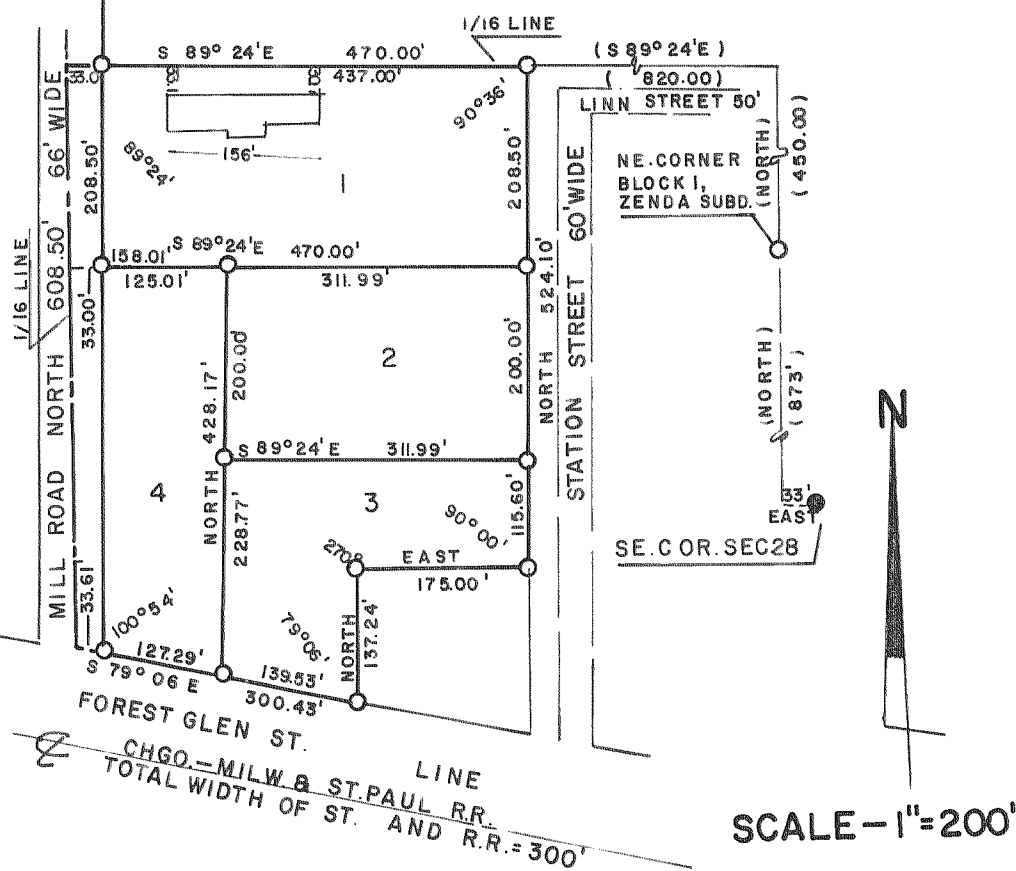 1/16 LINE
S 89° 24'E 470.00'
(S 89° 24'E)
33.0'
30.1'
30.1'
437.00'
( 820.00)
LINN STREET 50'
90°36'
(NORTH)
(450.00)
66' WIDE
208.50'
89°24'
156'
208.50'
60' WIDE
NE. CORNER
BLOCK 1,
ZENDA SUBD.
1
158.01' S 89°24'E 470.00'
125.01' 311.99'
1/16 LINE
608.50'
33.00'
524.10'
2
200.00'
200.00'
(NORTH)
(873')
N
428.17'
NORTH
STATION STREET
MILL ROAD NORTH
S 89°24'E 311.99'
4
3
NORTH
228.77'
90°00'
115.60'
33'
EAST
270°
EAST
175.00'
SE.COR.SEC28
33.61'
100°54'
79°06'
NORTH
137.24'
127.29'
S 79° 06 E
139.53'
300.43'
FOREST GLEN ST.
LINE
CHGO.-MILW. & ST.PAUL R.R.
TOTAL WIDTH OF ST. AND R.R.=300'
SCALE-1"=200'